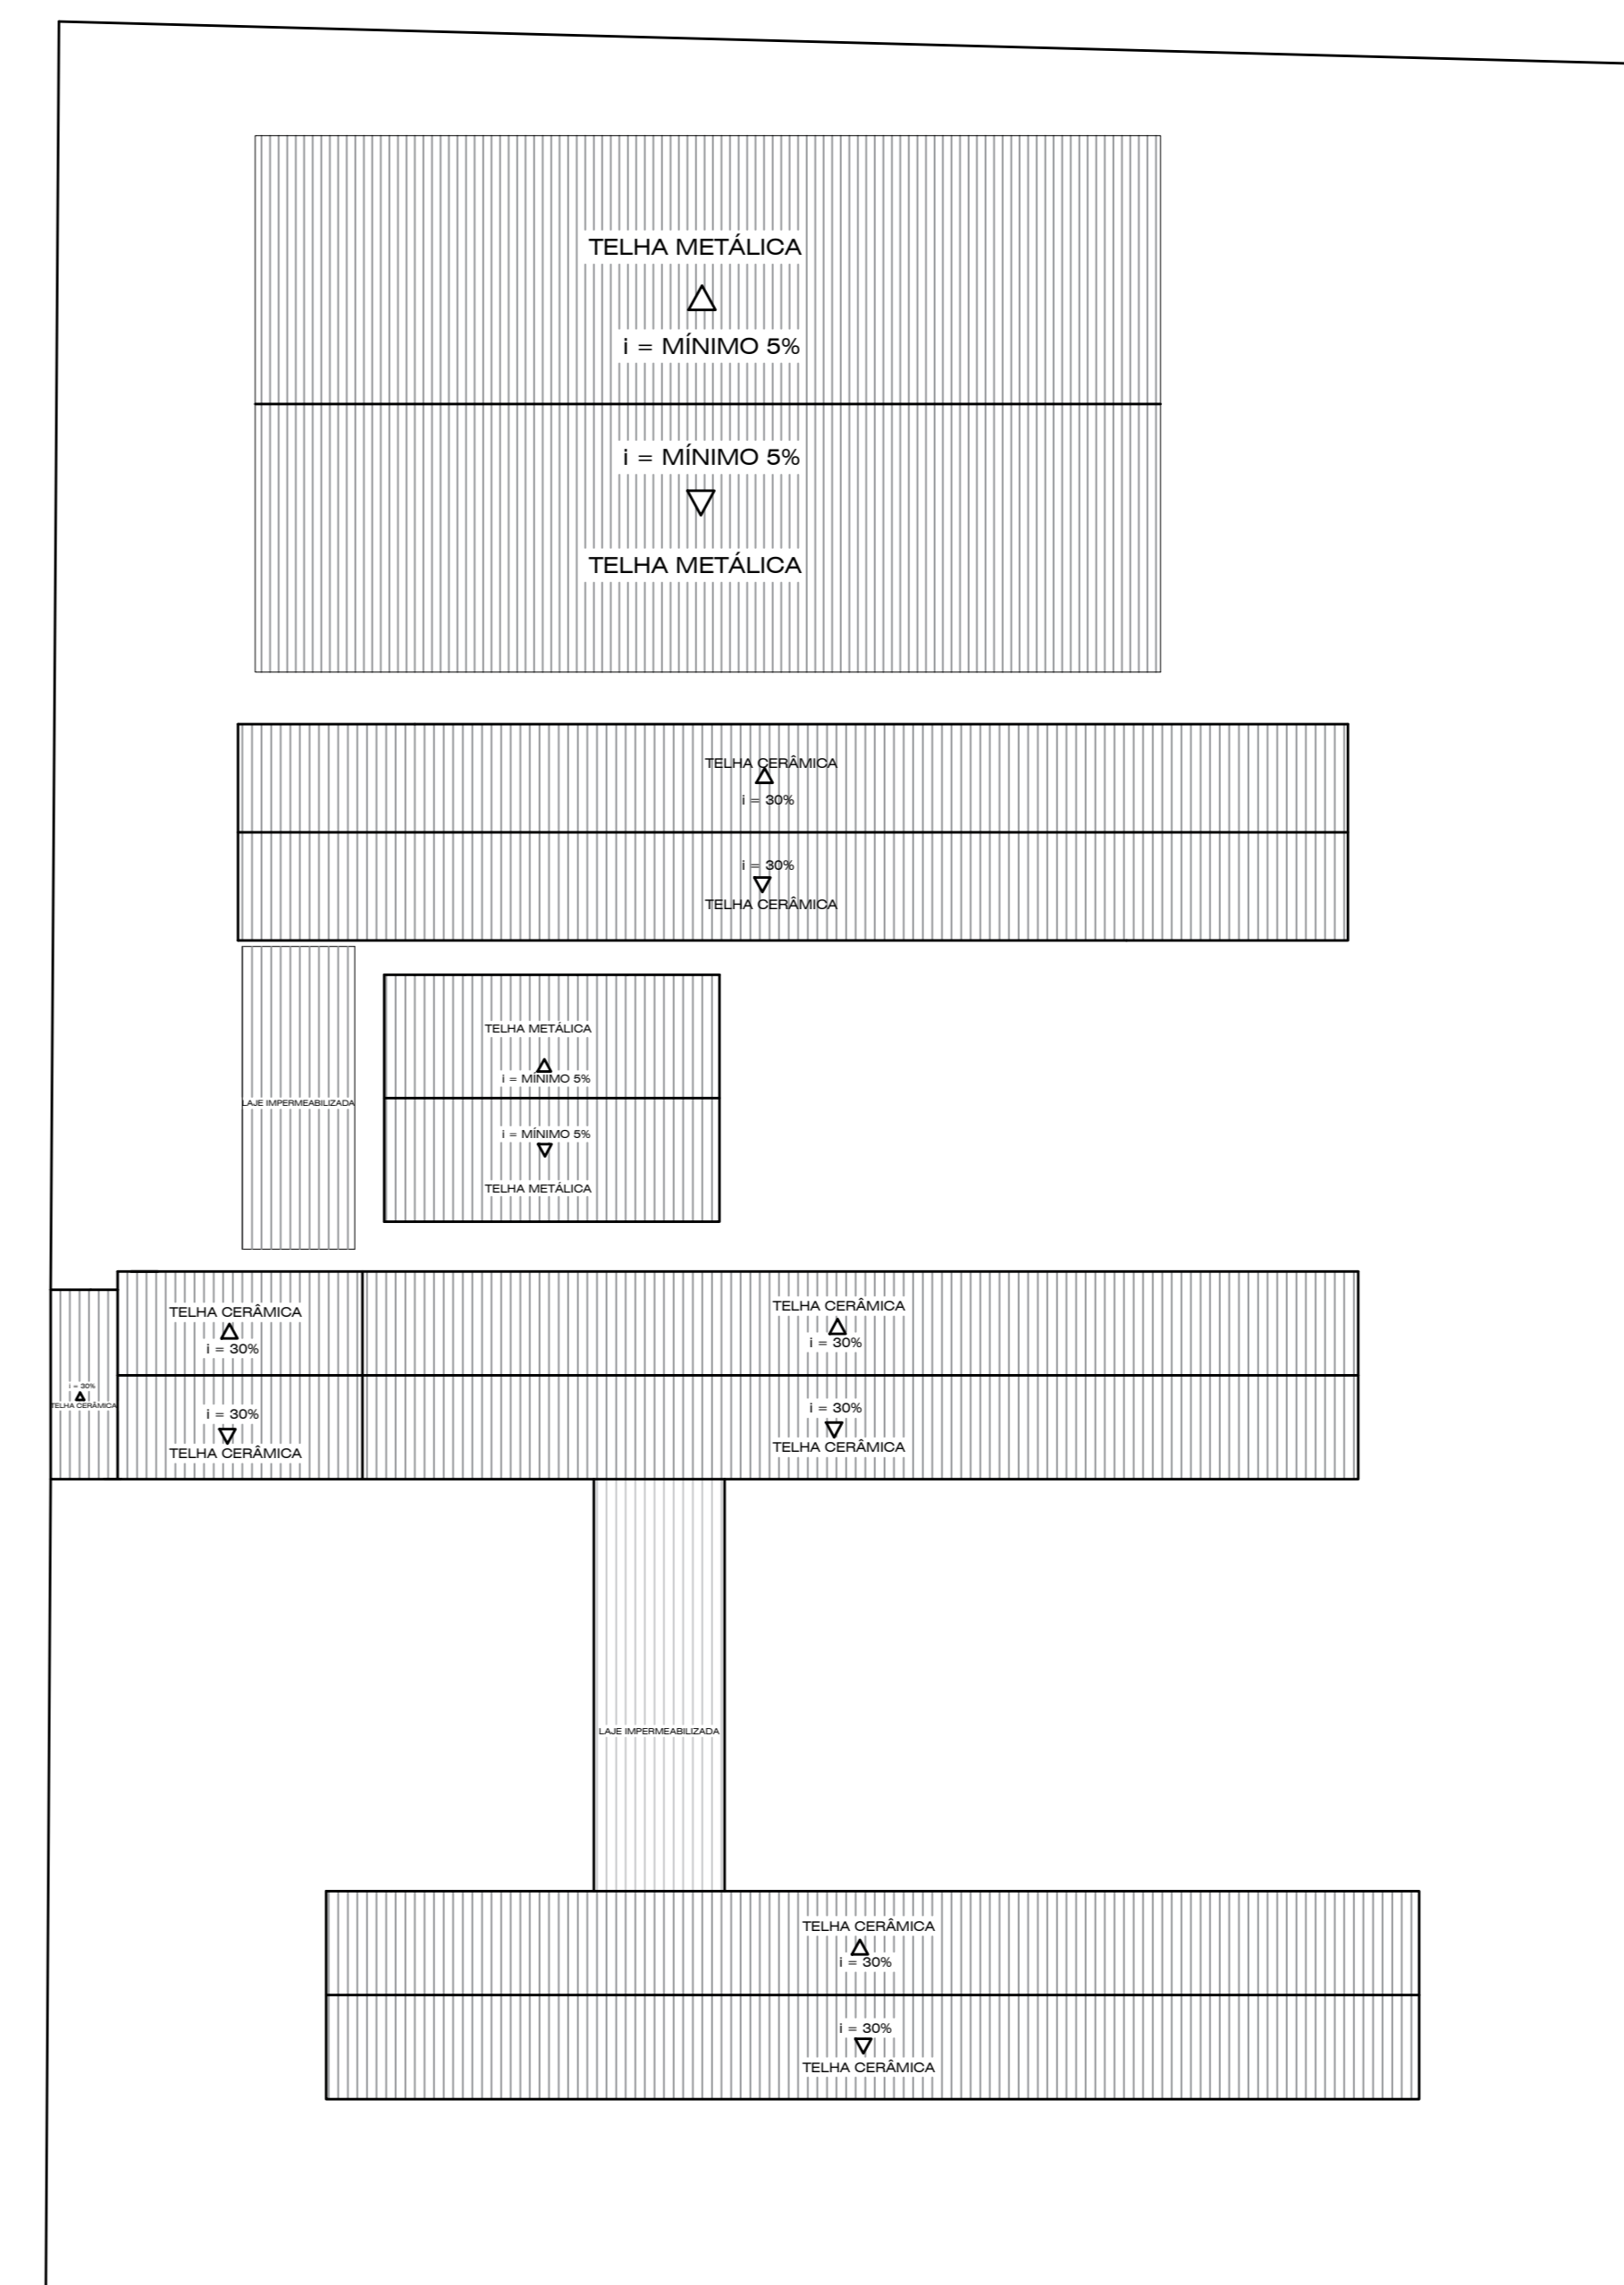 TELHA METÁLICA
i = MÍNIMO 5%
i = MÍNIMO 5%
TELHA METÁLICA
TELHA CERÂMICA
i = 30%
i = 30%
TELHA CERÂMICA
LAJE IMPERMEABILIZADA
TELHA METÁLICA
i = MÍNIMO 5%
i = MÍNIMO 5%
TELHA METÁLICA
i = 30%
TELHA CERÂMICA
TELHA CERÂMICA
i = 30%
i = 30%
TELHA CERÂMICA
TELHA CERÂMICA
i = 30%
i = 30%
TELHA CERÂMICA
LAJE IMPERMEABILIZADA
TELHA CERÂMICA
i = 30%
i = 30%
TELHA CERÂMICA